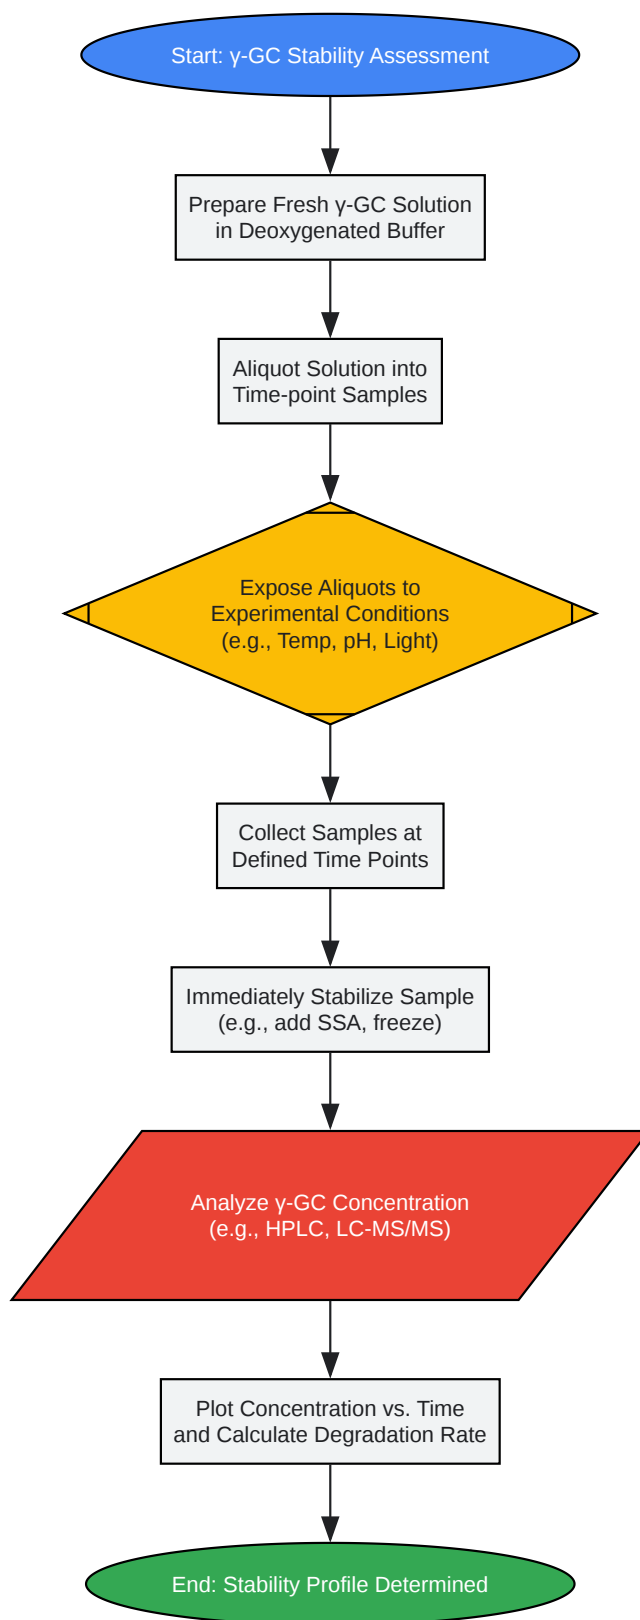 Start: γ-GC Stability Assessment
Prepare Fresh γ-GC Solution
in Deoxygenated Buffer
Aliquot Solution into
Time-point Samples
Expose Aliquots to
Experimental Conditions
(e.g., Temp, pH, Light)
Collect Samples at
Defined Time Points
Immediately Stabilize Sample
(e.g., add SSA, freeze)
Analyze γ-GC Concentration
(e.g., HPLC, LC-MS/MS)
Plot Concentration vs. Time
and Calculate Degradation Rate
End: Stability Profile Determined